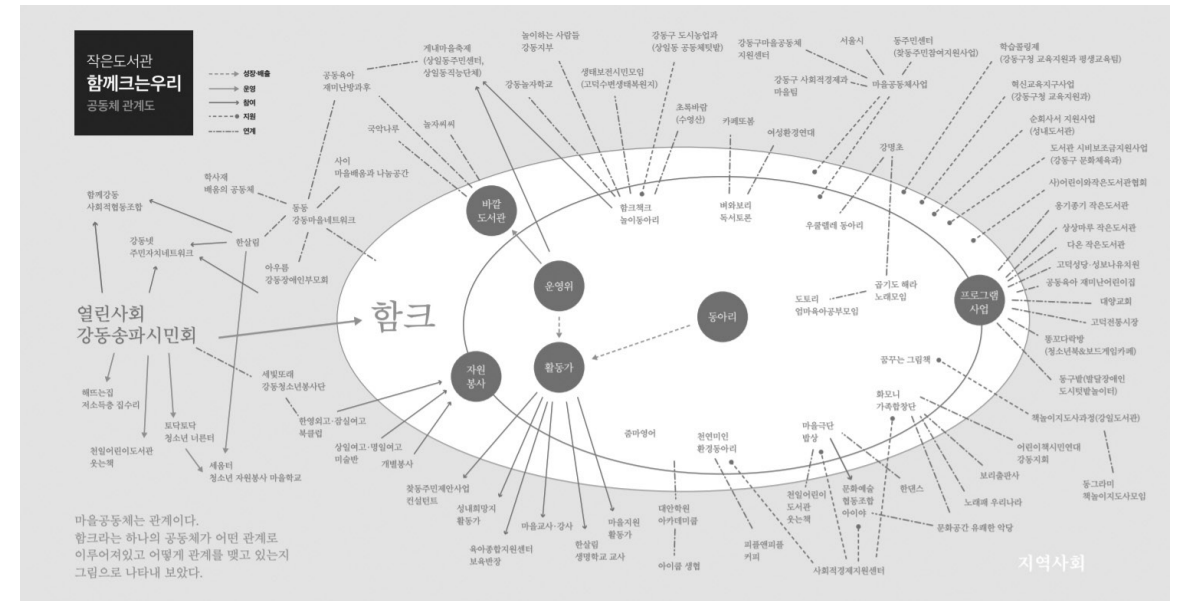 작은도서관
함께크는우리
공동체 관계도
성장·배출
운영
참여
지원
연계
공동육아
재미난방과후
게내마을축제
(상일동주민센터,
상일동직능단체)
놀이하는 사람들
강동지부
강동구 도시농업과
(상일동 공동체텃밭)
강동구마을공동체
지원센터
서울시
동주민센터
(찾동주민참여지원사업)
학습콜링제
(강동구청 교육지원과 평생교육팀)
강동놀자학교
생태보전시민모임
(고덕수변생태복원지)
강동구 사회적경제과
마을팀
마을공동체사업
혁신교육지구사업
(강동구청 교육지원과)
초록바람
(수영산)
카페또봄
여성환경연대
순회사서 지원사업
(성내도서관)
국악나루
놀자씨씨
강명초
도서관 시비보조금지원사업
(강동구 문화체육과)
사이
마을배움과 나눔공간
학사재
배움의 공동체
사)어린이와작은도서관협회
함께강동
사회적협동조합
둥둥
강동마을네트워크
바깥
도서관
함크책크
놀이동아리
벼와보리
독서토론
우쿨렐레 동아리
웅기종기 작은도서관
상상마루 작은도서관
다온 작은도서관
강동넷
주민자치네트워크
한살림
고덕성당·성보나유치원
아우름
강동장애인부모회
공동육아 재미난어린이집
운영위
곰기도 해라
노래모임
프로그램
사업
대양교회
도토리
엄마육아공부모임
고덕전통시장
열린사회
강동송파시민회
함크
동아리
뚱꼬다락방
(청소년북&보드게임카페)
꿈꾸는 그림책
자원
봉사
활동가
세빛또래
강동청소년봉사단
둥구밭(발달장애인
도시텃밭놀이터)
해뜨는집
저소득층 집수리
화모니
가족합창단
한영외고·잠실여고
북클럽
책놀이지도사과정(강일도서관)
토닥토닥
청소년 너른터
마을극단
밥상
줌마영어
천연미인
환경동아리
상일여고·명일여고
미술반
어린이책시민연대
강동지회
천일어린이도서관
웃는책
개별봉사
세움터
청소년 자원봉사 마을학교
보리출판사
찾동주민제안사업
컨설턴트
한댄스
동그라미
책놀이지도사모임
천일어린이
도서관
웃는책
문화예술
협동조합
아이야
노래패 우리나라
성내희망지
활동가
대안학원
아카데미쿱
마을교사·강사
마을지원
활동가
문화공간 유쾌한 악당
마을공동체는 관계이다.
함크라는 하나의 공동체가 어떤 관계로
이루어져있고 어떻게 관계를 맺고 있는지
그림으로 나타내 보았다.
육아종합지원센터
보육반장
한살림
생명학교 교사
피플앤피플
커피
아이쿱 생협
사회적경제지원센터
지역사회